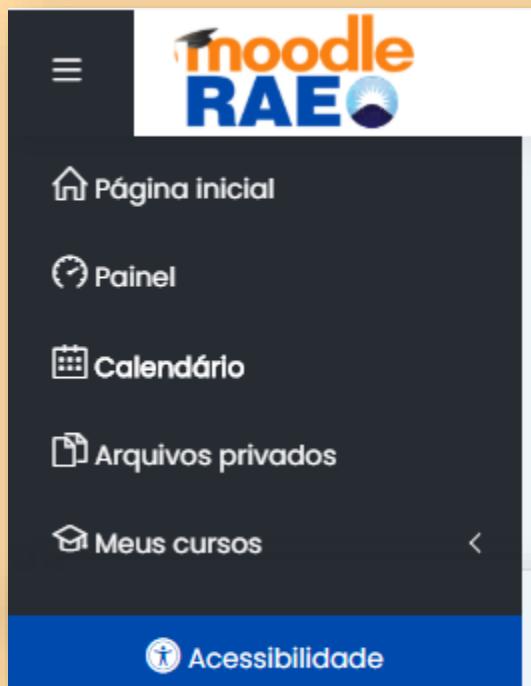 moodle
RAE
Página inicial
Painel
Calendário
Arquivos privados
Meus cursos
Acessibilidade